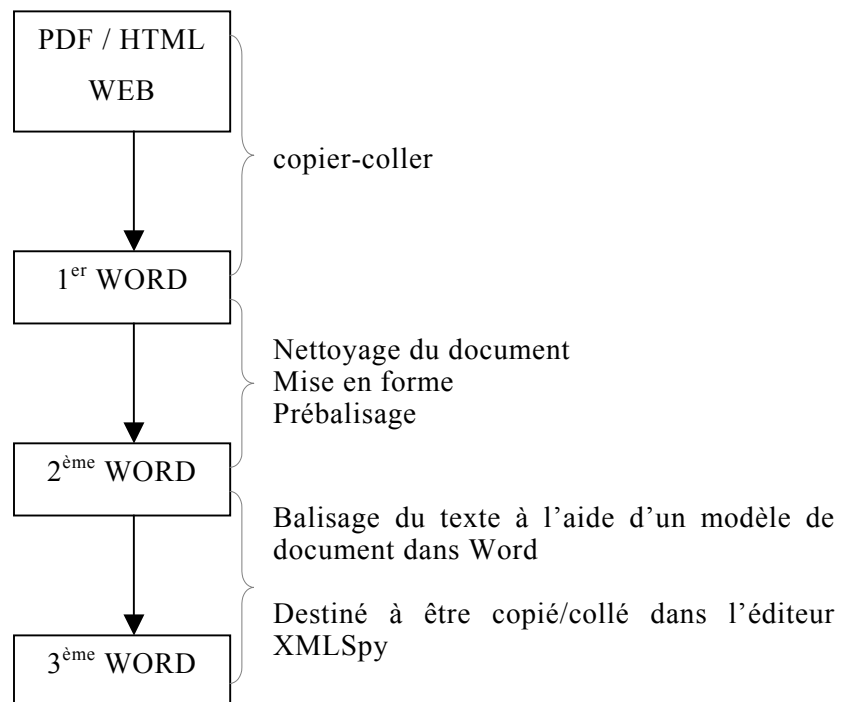 PDF / HTML
WEB
copier-coller
1er WORD
Nettoyage du document
Mise en forme
Prébalisage
2ème WORD
Balisage du texte à l’aide d’un modèle de
document dans Word
Destiné à être copié/collé dans l’éditeur
XMLSpy
3ème WORD